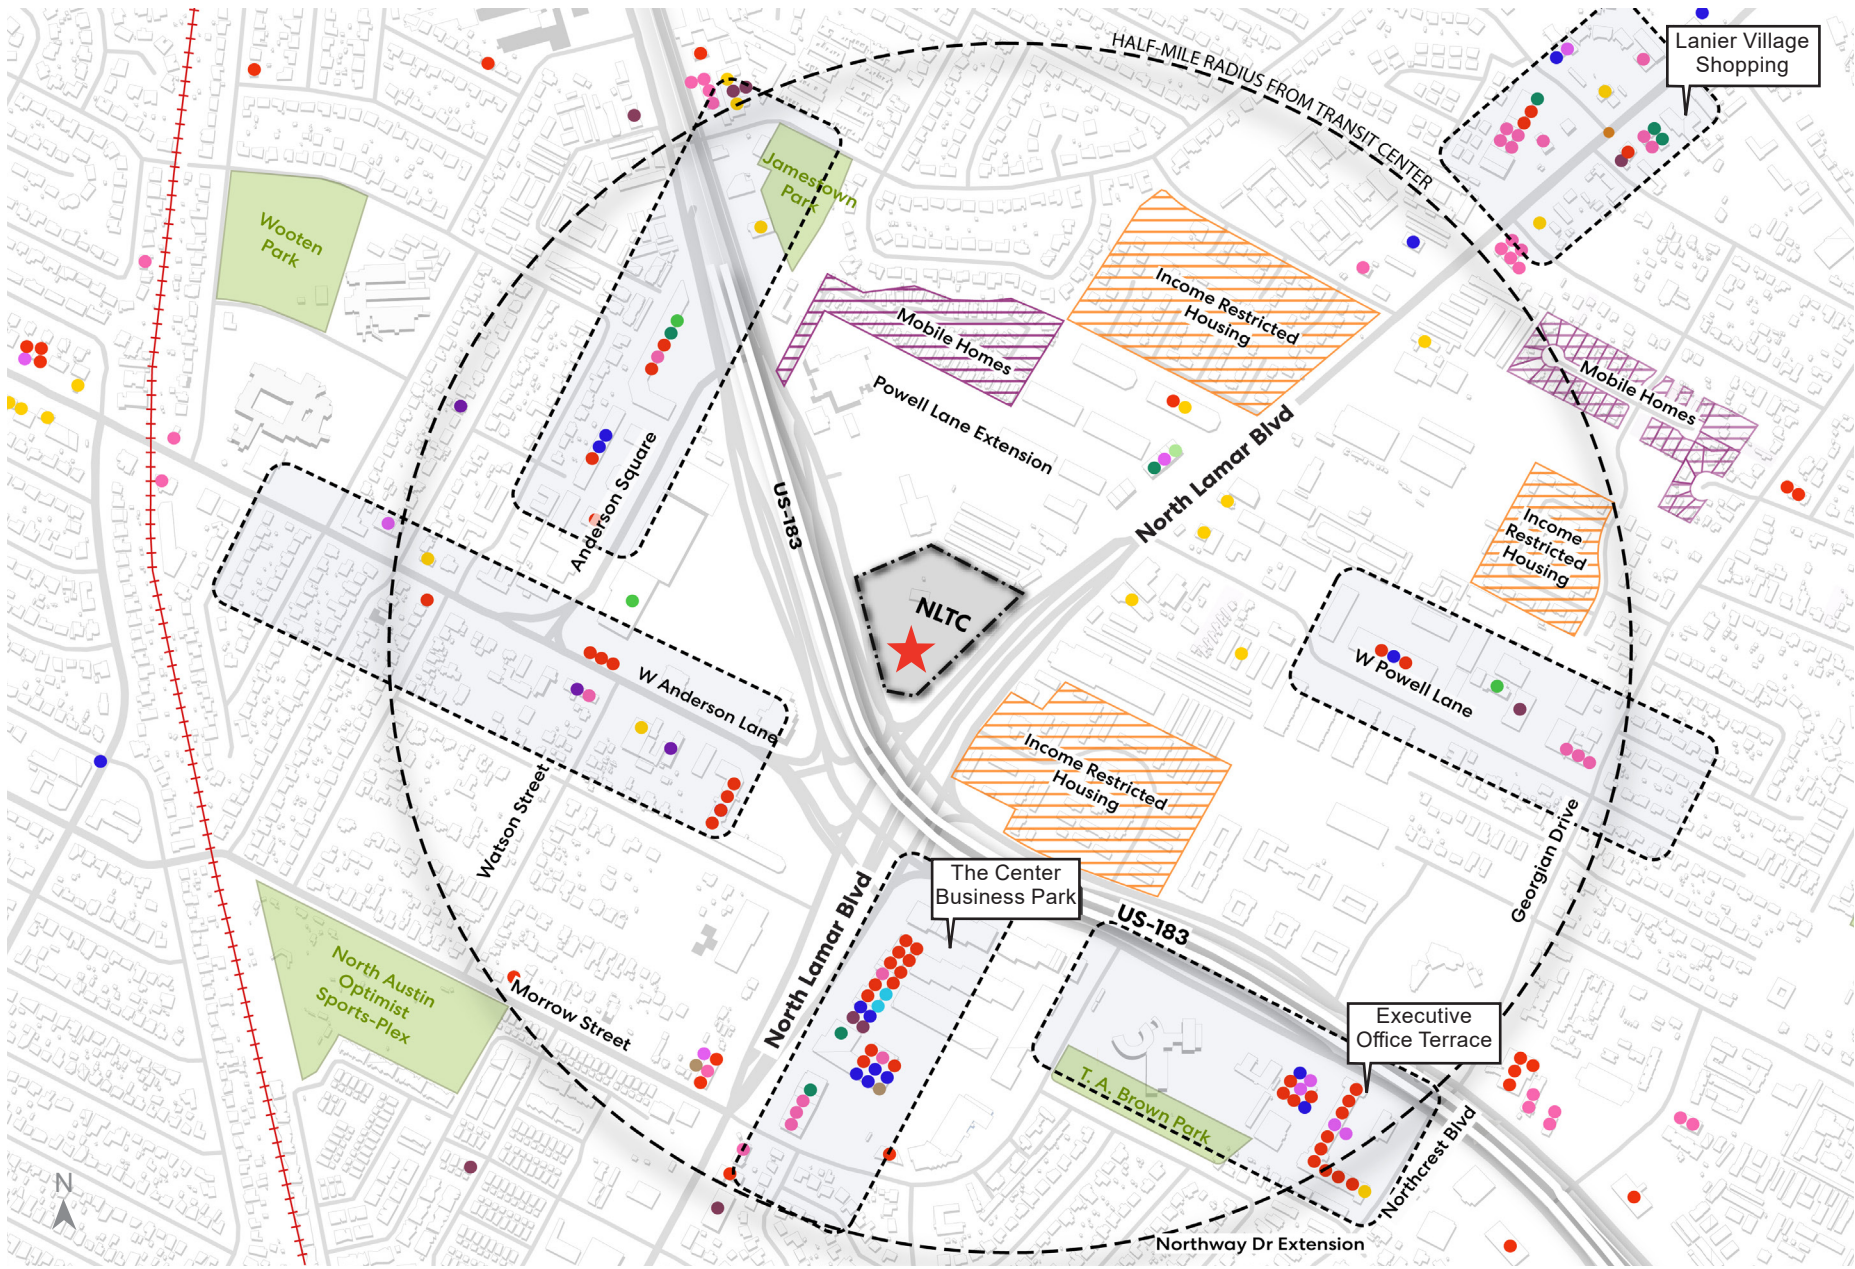 HALF-MILE RADIUS FROM TRANSIT CENTER
Lanier Village
Shopping
Jamestown
Park
Wooten
Park
Income Restricted
Housing
Mobile Homes
Mobile Homes
Powell Lane Extension
North Lamar Blvd
Anderson Square
US-183
Income
Restricted
Housing
NLTC
W Anderson Lane
W Powell Lane
Income Restricted
Housing
Watson Street
Georgian Drive
The Center
Business Park
North Lamar Blvd
US-183
North Austin
Optimist
Sports-Plex
Morrow Street
Executive
Office Terrace
T. A. Brown Park
Northcrest Blvd
N
Northway Dr Extension